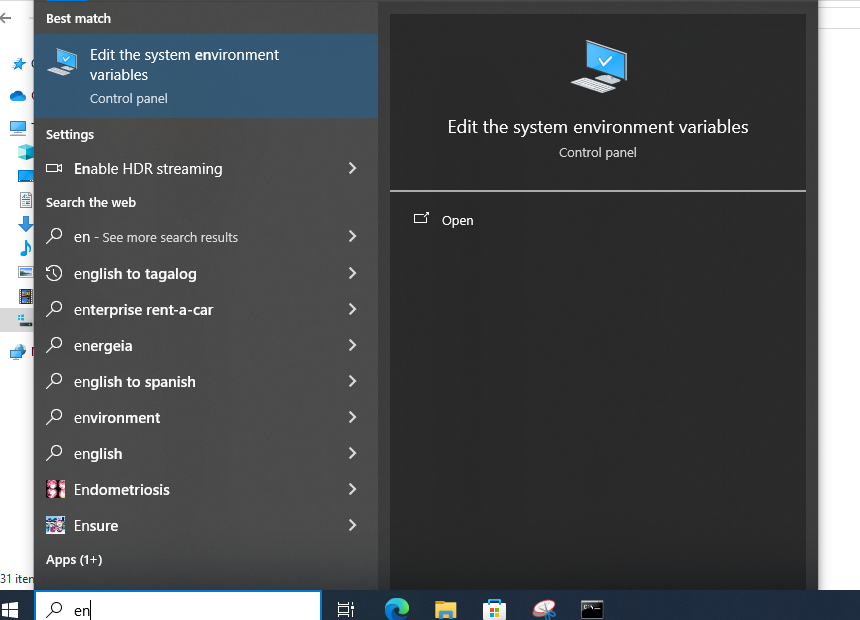 Best match
Edit the system environment
variables
Control panel
Settings
Enable HDR streaming
Search the web
en - See more search results
english to tagalog
enterprise rent-a-car
energeia
english to spanish
environment
english
Endometriosis
Ensure
Apps (1+)
Edit the system environment variables
Control panel
Open
31 iten
en